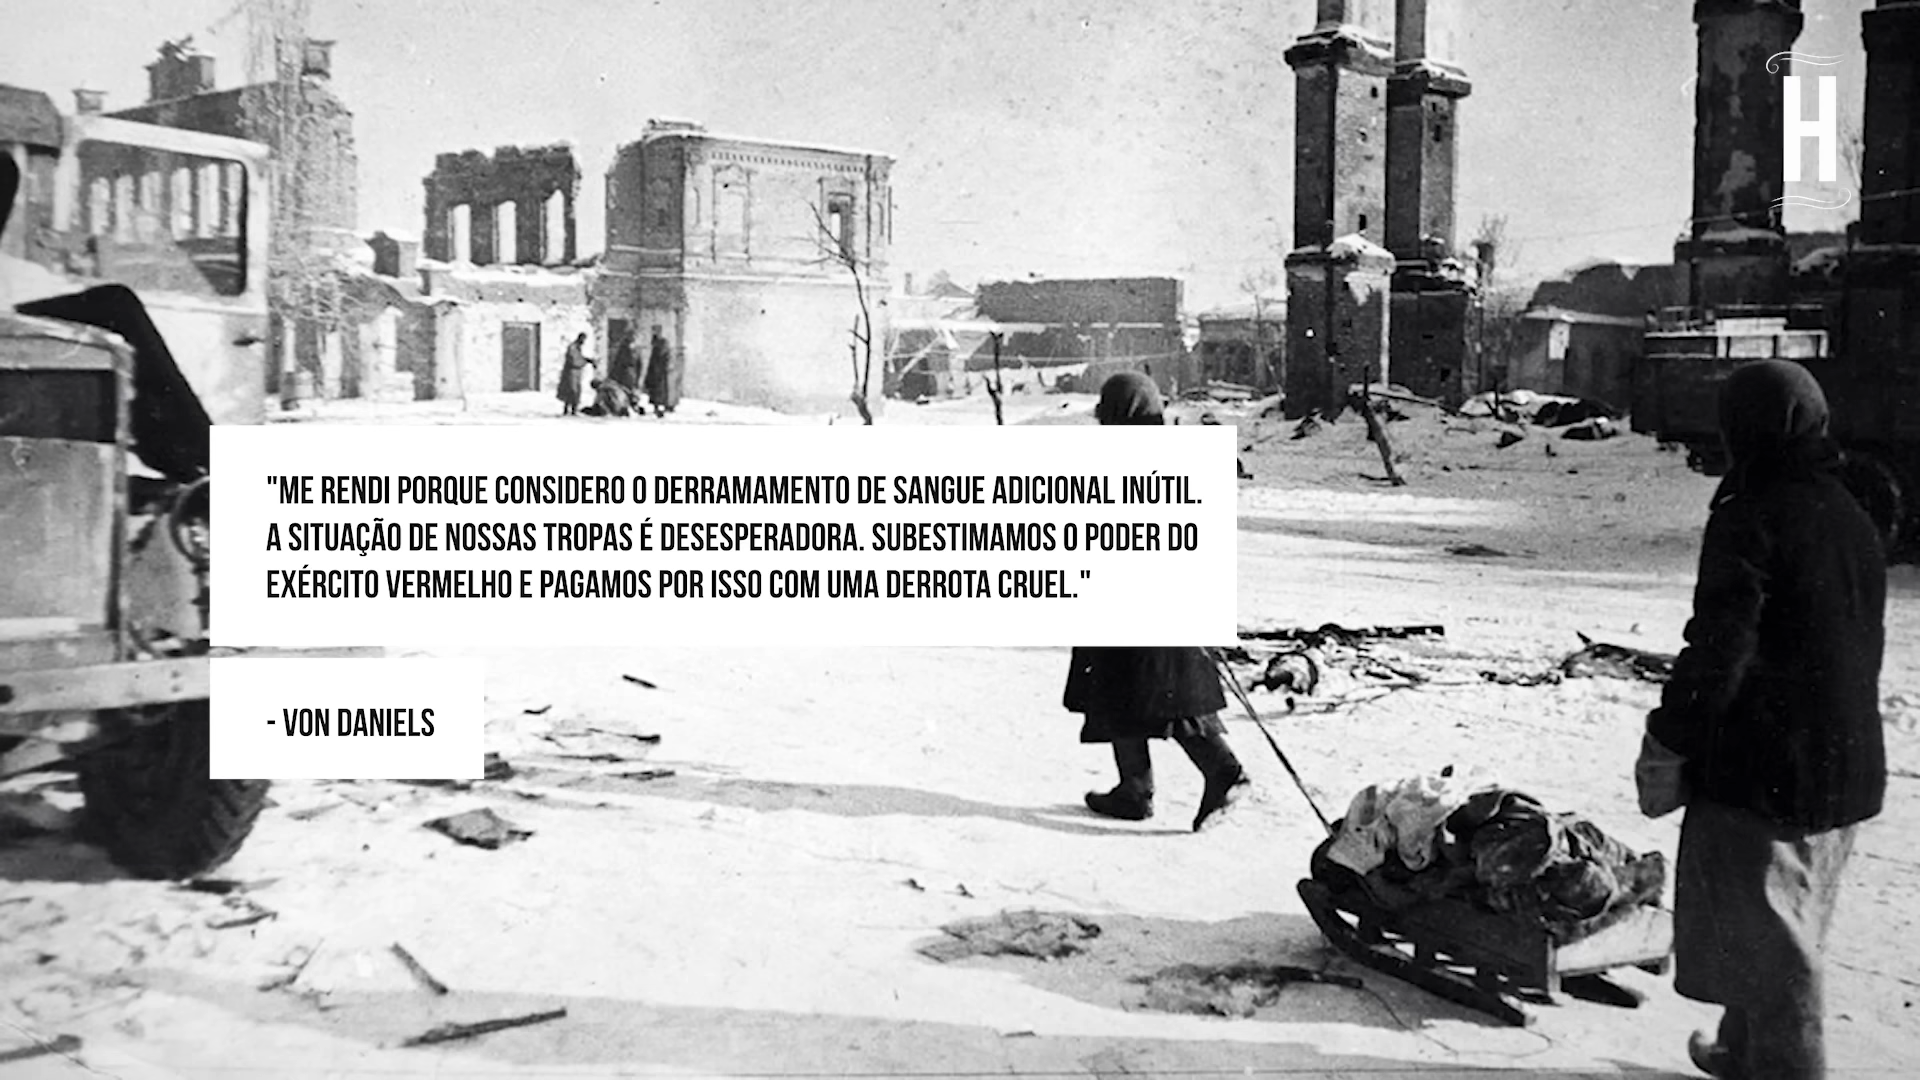 H
"ME RENDI PORQUE CONSIDERO O DERRAMAMENTO DE SANGUE ADICIONAL INÚTIL.
A SITUAÇÃO DE NOSSAS TROPAS É DESESPERADORA. SUBESTIMAMOS O PODER DO
EXÉRCITO VERMELHO E PAGAMOS POR ISSO COM UMA DERROTA CRUEL."
- VON DANIELS